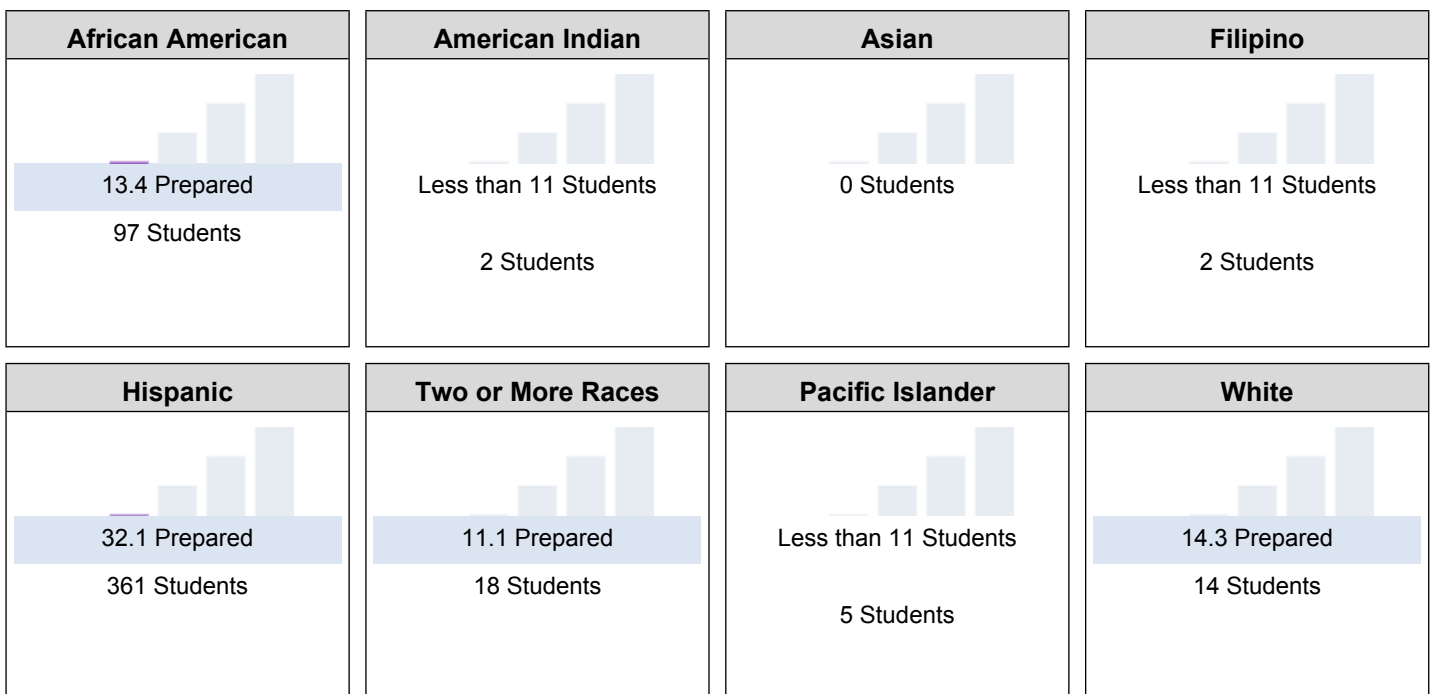 African American
13.4 Prepared
97 Students
American Indian
Less than 11 Students
2 Students
Asian
0 Students
Filipino
Less than 11 Students
2 Students
Hispanic
32.1 Prepared
361 Students
Two or More Races
11.1 Prepared
18 Students
Pacific Islander
Less than 11 Students
5 Students
White
14.3 Prepared
14 Students